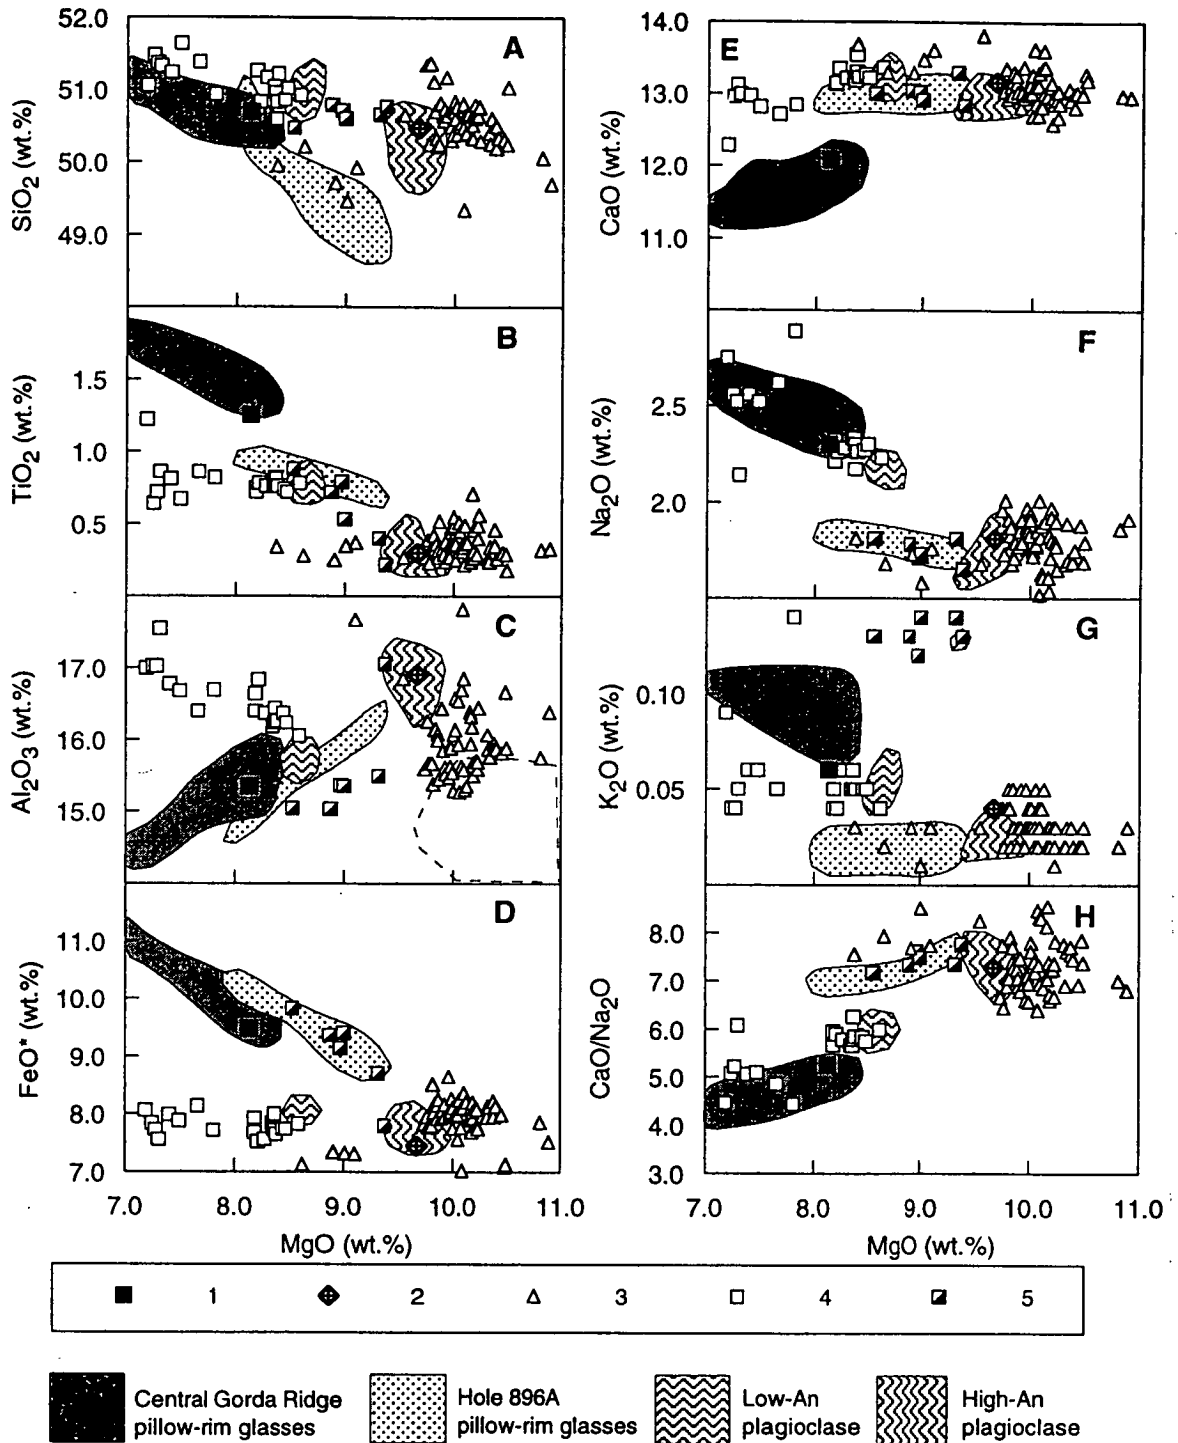 52.0
51.0
50.0
49.0
SiO2 (wt.%)
A
1.5
1.0
0.5
TiO2 (wt.%)
B
17.0
16.0
15.0
Al2O3 (wt.%)
C
11.0
10.0
9.0
8.0
7.0
FeO* (wt.%)
D
7.0 8.0 9.0 10.0 11.0
MgO (wt.%)
14.0
13.0
12.0
11.0
CaO (wt.%)
E
2.5
2.0
Na2O (wt.%)
F
0.10
0.05
K2O (wt.%)
G
8.0
7.0
6.0
5.0
4.0
3.0
CaO/Na2O
H
7.0 8.0 9.0 10.0 11.0
MgO (wt.%)
1 2 3 4 5
Central Gorda Ridge
pillow-rim glasses
Hole 896A
pillow-rim glasses
Low-An
plagioclase
High-An
plagioclase